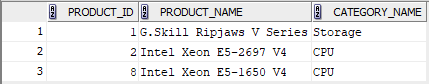 PRODUCT_ID PRODUCT_NAME CATEGORY_NAME
1 1 G.Skill Ripjaws V Series Storage
2 2 Intel Xeon E5-2697 V4 CPU
3 8 Intel Xeon E5-1650 V4 CPU